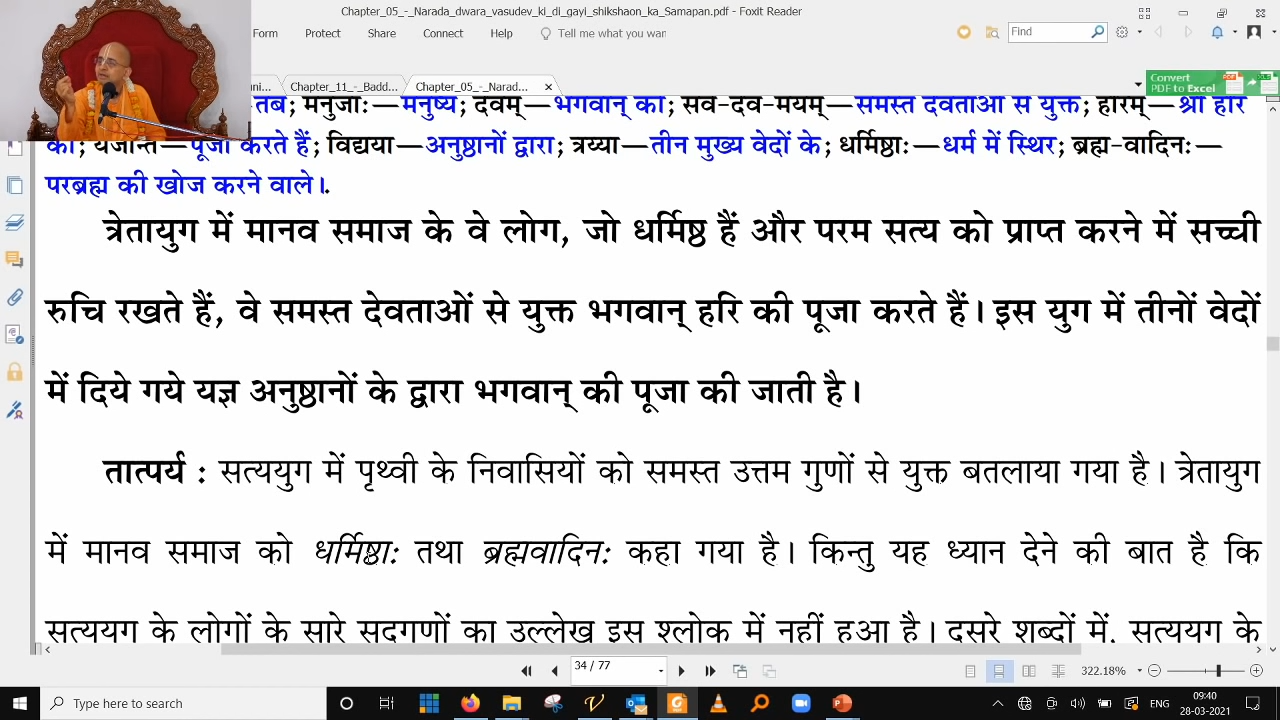 Chapter_05_-_Narada_dwara_vasudev_ki_di_gayi_shikshaon_ka_Samapan.pdf - Foxit Reader
Form Protect Share Connect Help Tell me what you war Find
ni... Chapter_11_-_Badd... Chapter_05_-_Narad... Convert
PDF to Excel
तब; मनुजाः—मनुष्य; देवम्—भगवान् को; सर्व-देव-मयम्—समस्त देवताओं से युक्त; हरिम्—श्री हरि
को; यजन्ति—पूजा करते हैं; विद्यया—अनुष्ठानों द्वारा; त्रय्या—तीन मुख्य वेदों के; धर्मिष्ठाः—धर्म में स्थिर; ब्रह्म-वादिनः—
परब्रह्म की खोज करने वाले।.
त्रेतायुग में मानव समाज के वे लोग, जो धर्मिष्ठ हैं और परम सत्य को प्राप्त करने में सच्ची
रुचि रखते हैं, वे समस्त देवताओं से युक्त भगवान् हरि की पूजा करते हैं। इस युग में तीनों वेदों
में दिये गये यज्ञ अनुष्ठानों के द्वारा भगवान् की पूजा की जाती है।
तात्पर्य : सत्ययुग में पृथ्वी के निवासियों को समस्त उत्तम गुणों से युक्त बतलाया गया है। त्रेतायुग
में मानव समाज को धर्मिष्ठाः तथा ब्रह्मवादिनः कहा गया है। किन्तु यह ध्यान देने की बात है कि
सत्ययुग के लोगों के सारे सद्गुणों का उल्लेख इस श्लोक में नहीं हुआ है। दूसरे शब्दों में, सत्ययुग के
34 / 77 322.18%
Type here to search ENG 09:40
28-03-2021